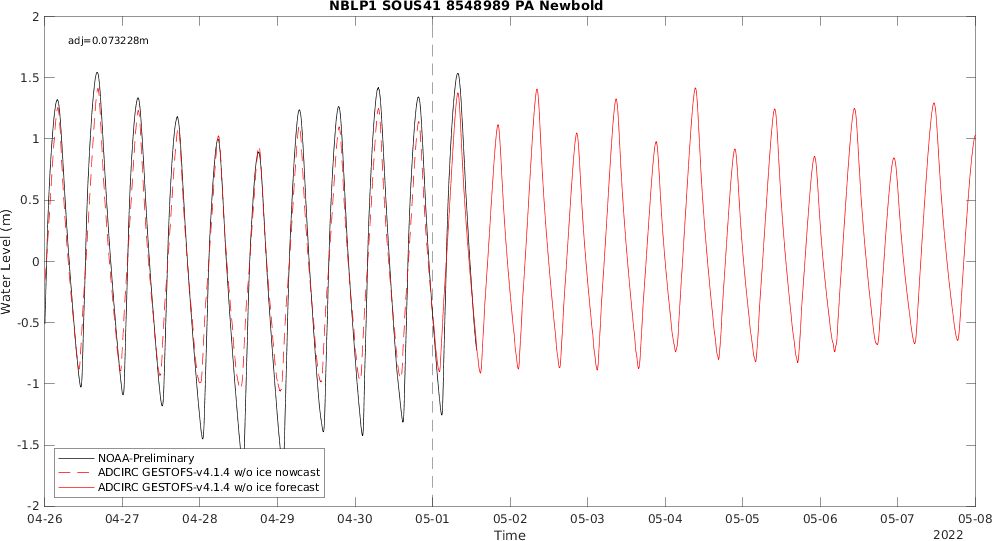 NBLP1 SOUS41 8548989 PA Newbold
adj=0.073228m
2
1.5
1
0.5
0
-0.5
-1
-1.5
-2
Water Level (m)
NOAA-Preliminary
ADCIRC GESTOFS-v4.1.4 w/o ice nowcast
ADCIRC GESTOFS-v4.1.4 w/o ice forecast
04-26 04-27 04-28 04-29 04-30 05-01 05-02 05-03 05-04 05-05 05-06 05-07 05-08
Time
2022